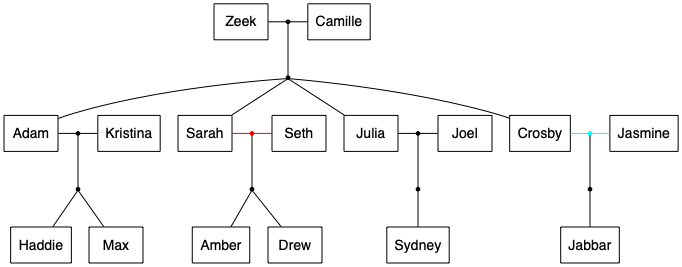 Zeek Camille
Adam Kristina Sarah Seth Julia Joel Crosby Jasmine
Haddie Max Amber Drew Sydney Jabbar